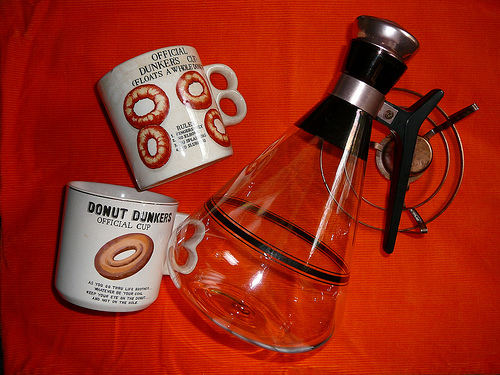 OFFICIAL
DUNKERS CUP
(FLOATS A WHOLE DONUT)
RULES
DONUT DUNKERS
OFFICIAL CUP
AS YOU GO THRU LIFE BROTHER
WHATEVER BE YOUR GOAL
KEEP YOUR EYE ON THE DONUT
AND NOT ON THE HOLE